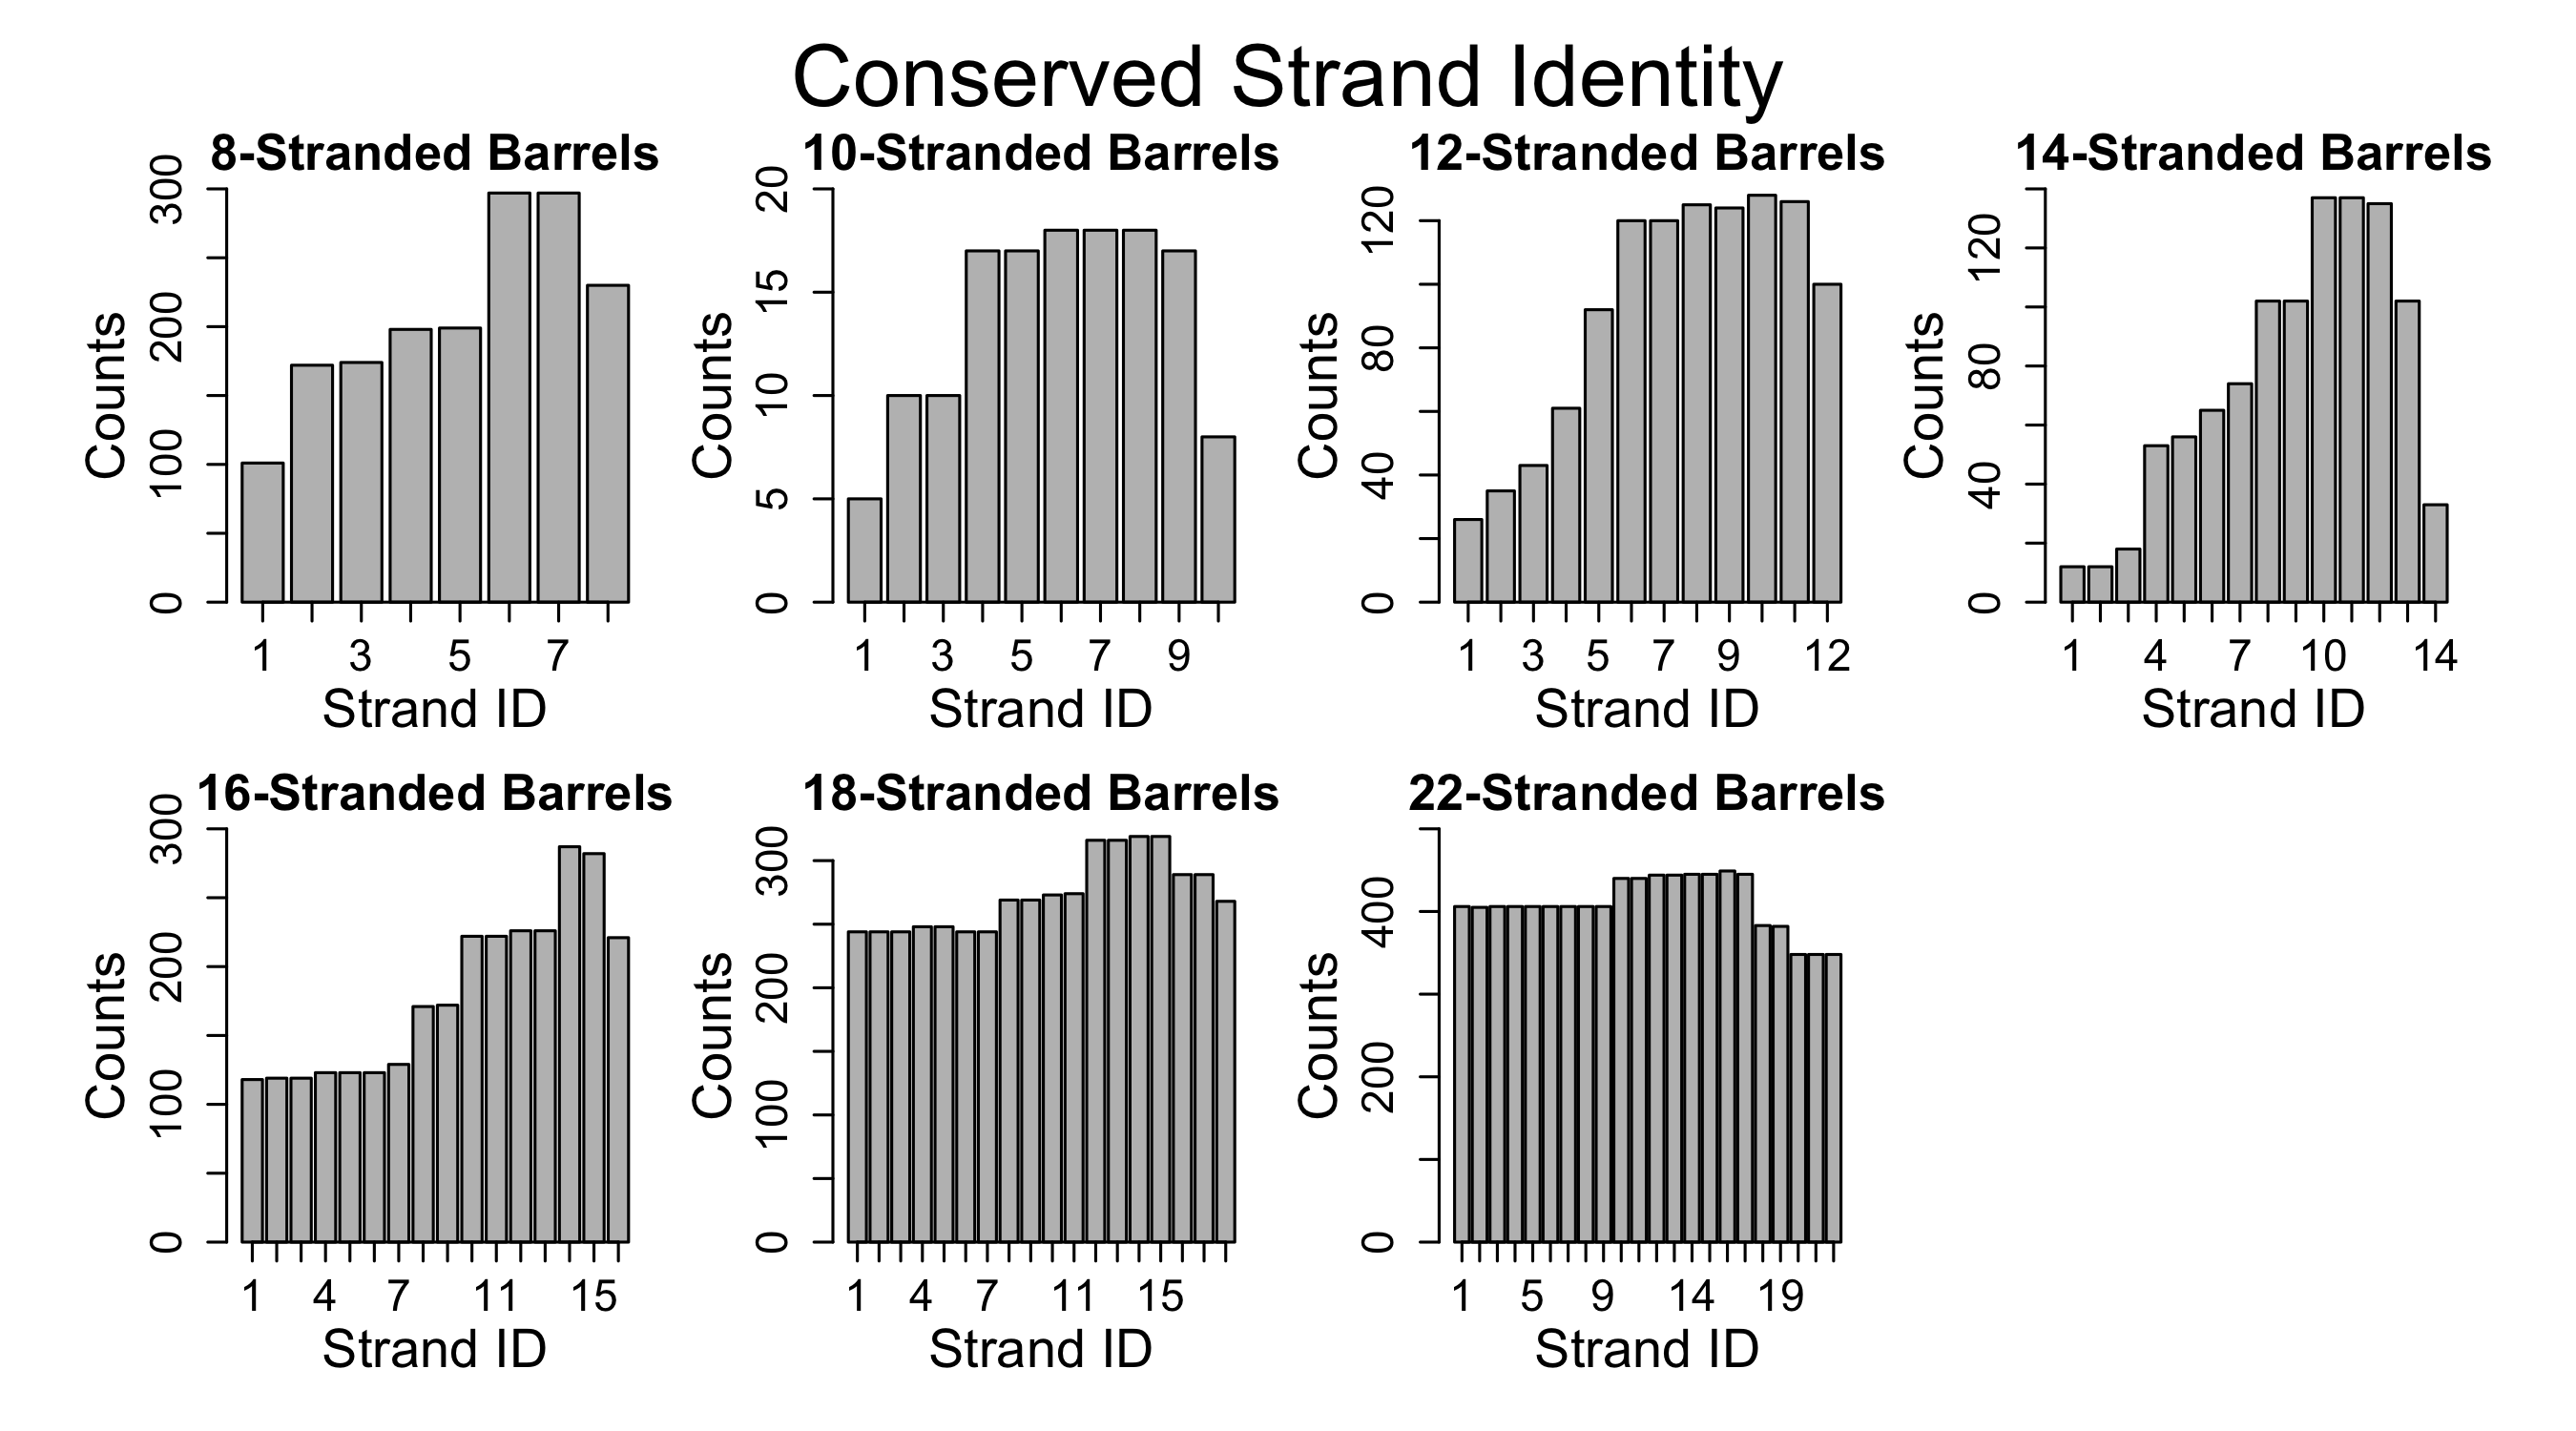 Conserved Strand Identity
8-Stranded Barrels
Counts
0 100 200 300
1 3 5 7
Strand ID
10-Stranded Barrels
Counts
0 5 10 15 20
1 3 5 7 9
Strand ID
12-Stranded Barrels
Counts
0 40 80 120
1 3 5 7 9 12
Strand ID
14-Stranded Barrels
Counts
0 40 80 120
1 4 7 10 14
Strand ID
16-Stranded Barrels
Counts
0 100 200 300
1 4 7 11 15
Strand ID
18-Stranded Barrels
Counts
0 100 200 300
1 4 7 11 15
Strand ID
22-Stranded Barrels
Counts
0 200 400
1 5 9 14 19
Strand ID